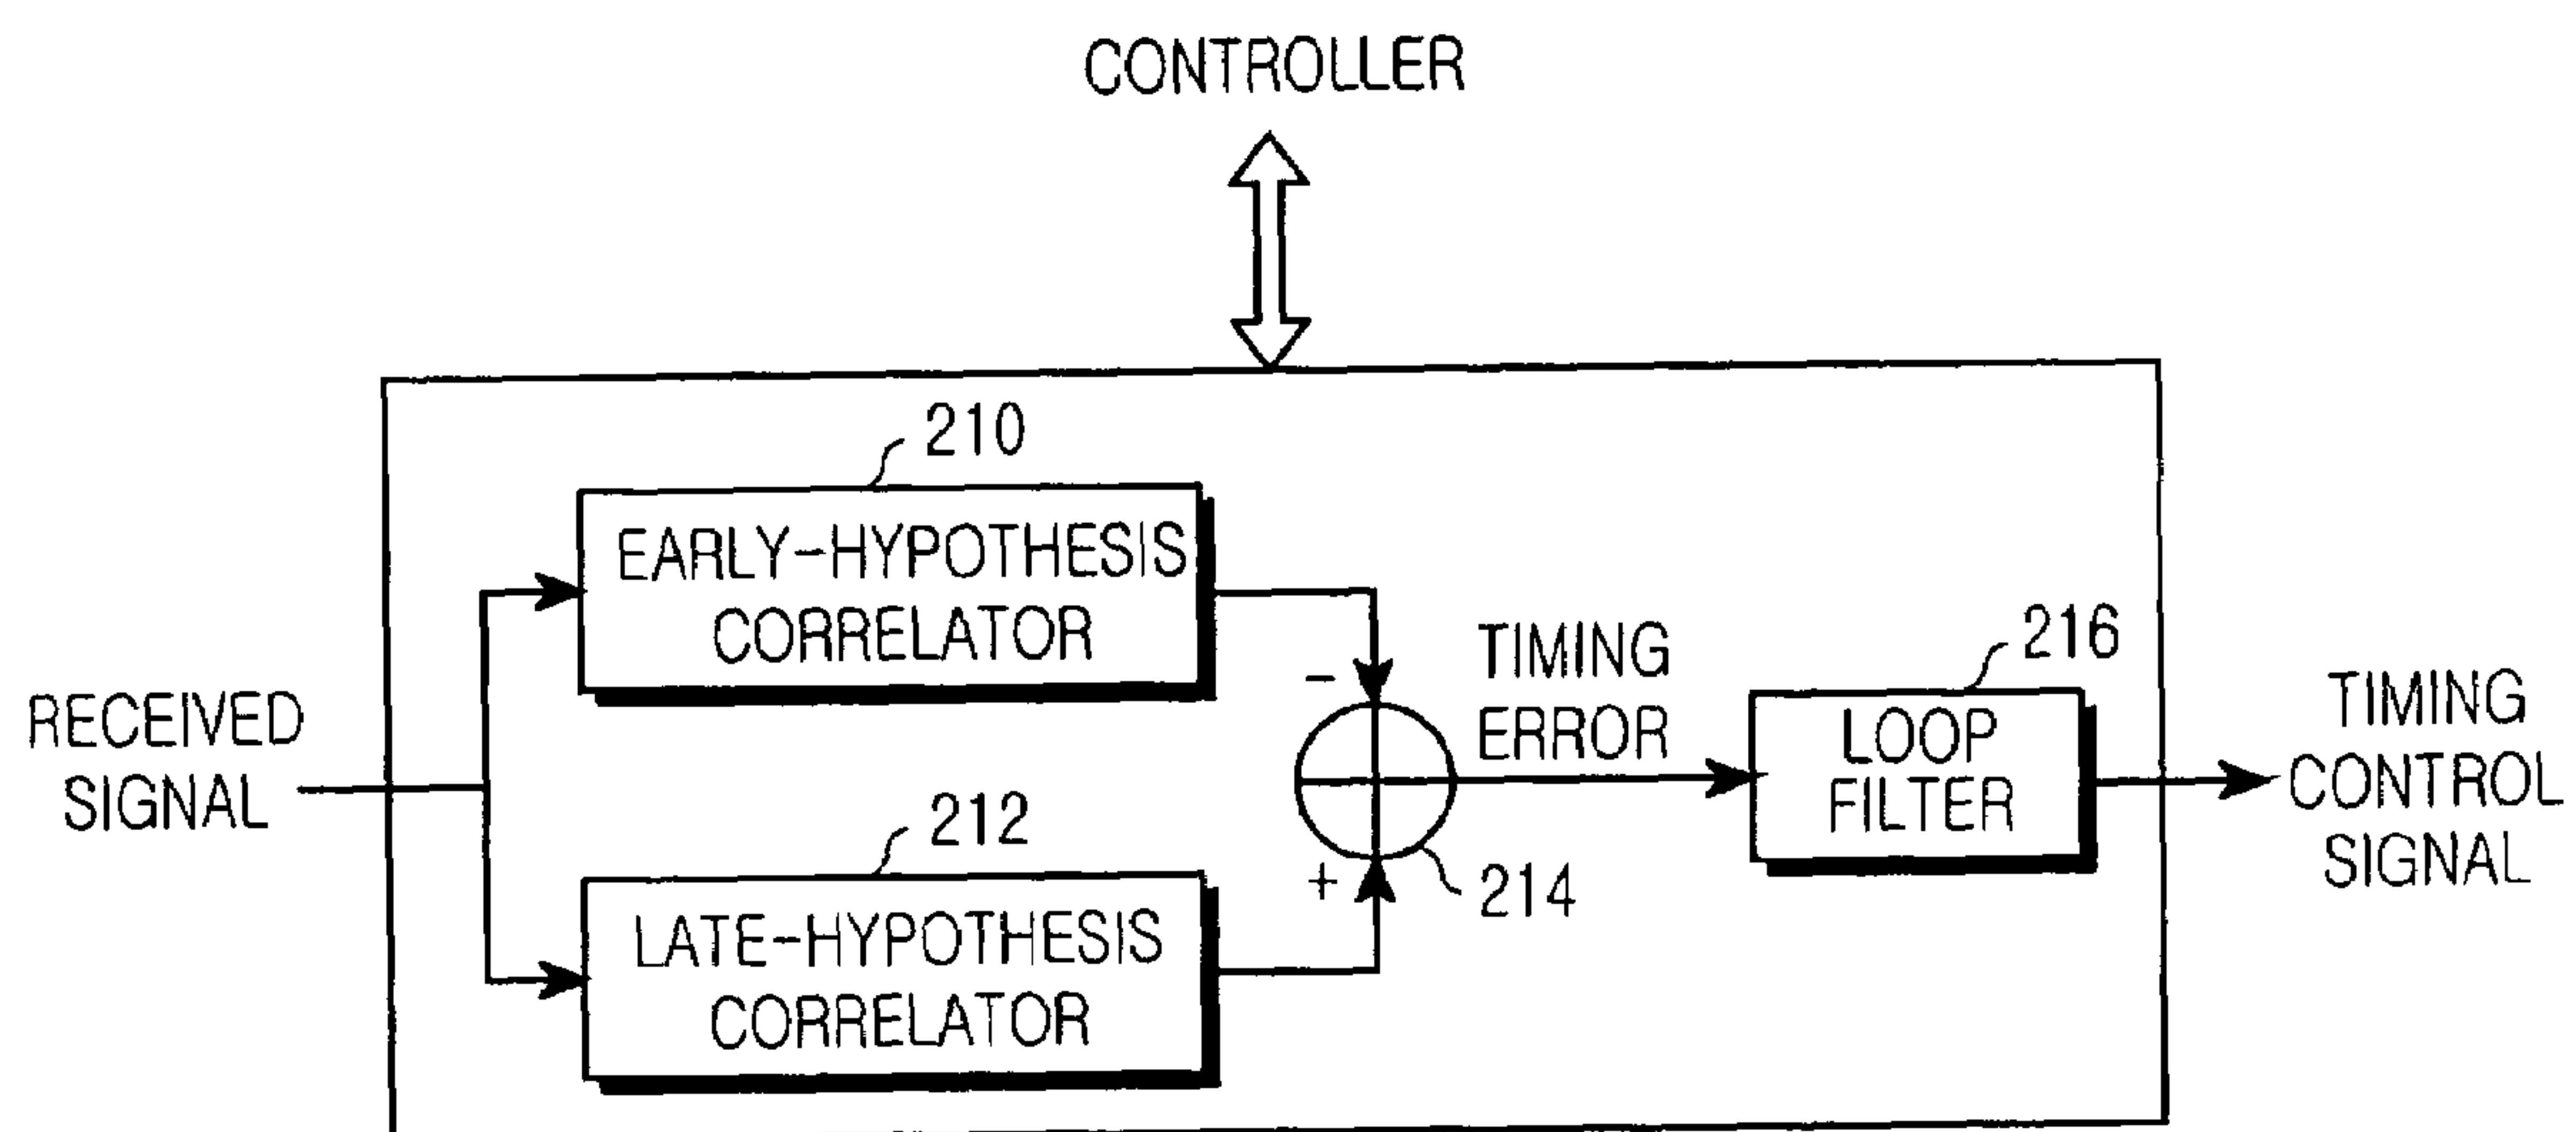 CONTROLLER
210
EARLY-HYPOTHESIS
CORRELATOR
RECEIVED
SIGNAL
-
TIMING
ERROR
216
LOOP
FILTER
TIMING
CONTROL
SIGNAL
212
+
214
LATE-HYPOTHESIS
CORRELATOR